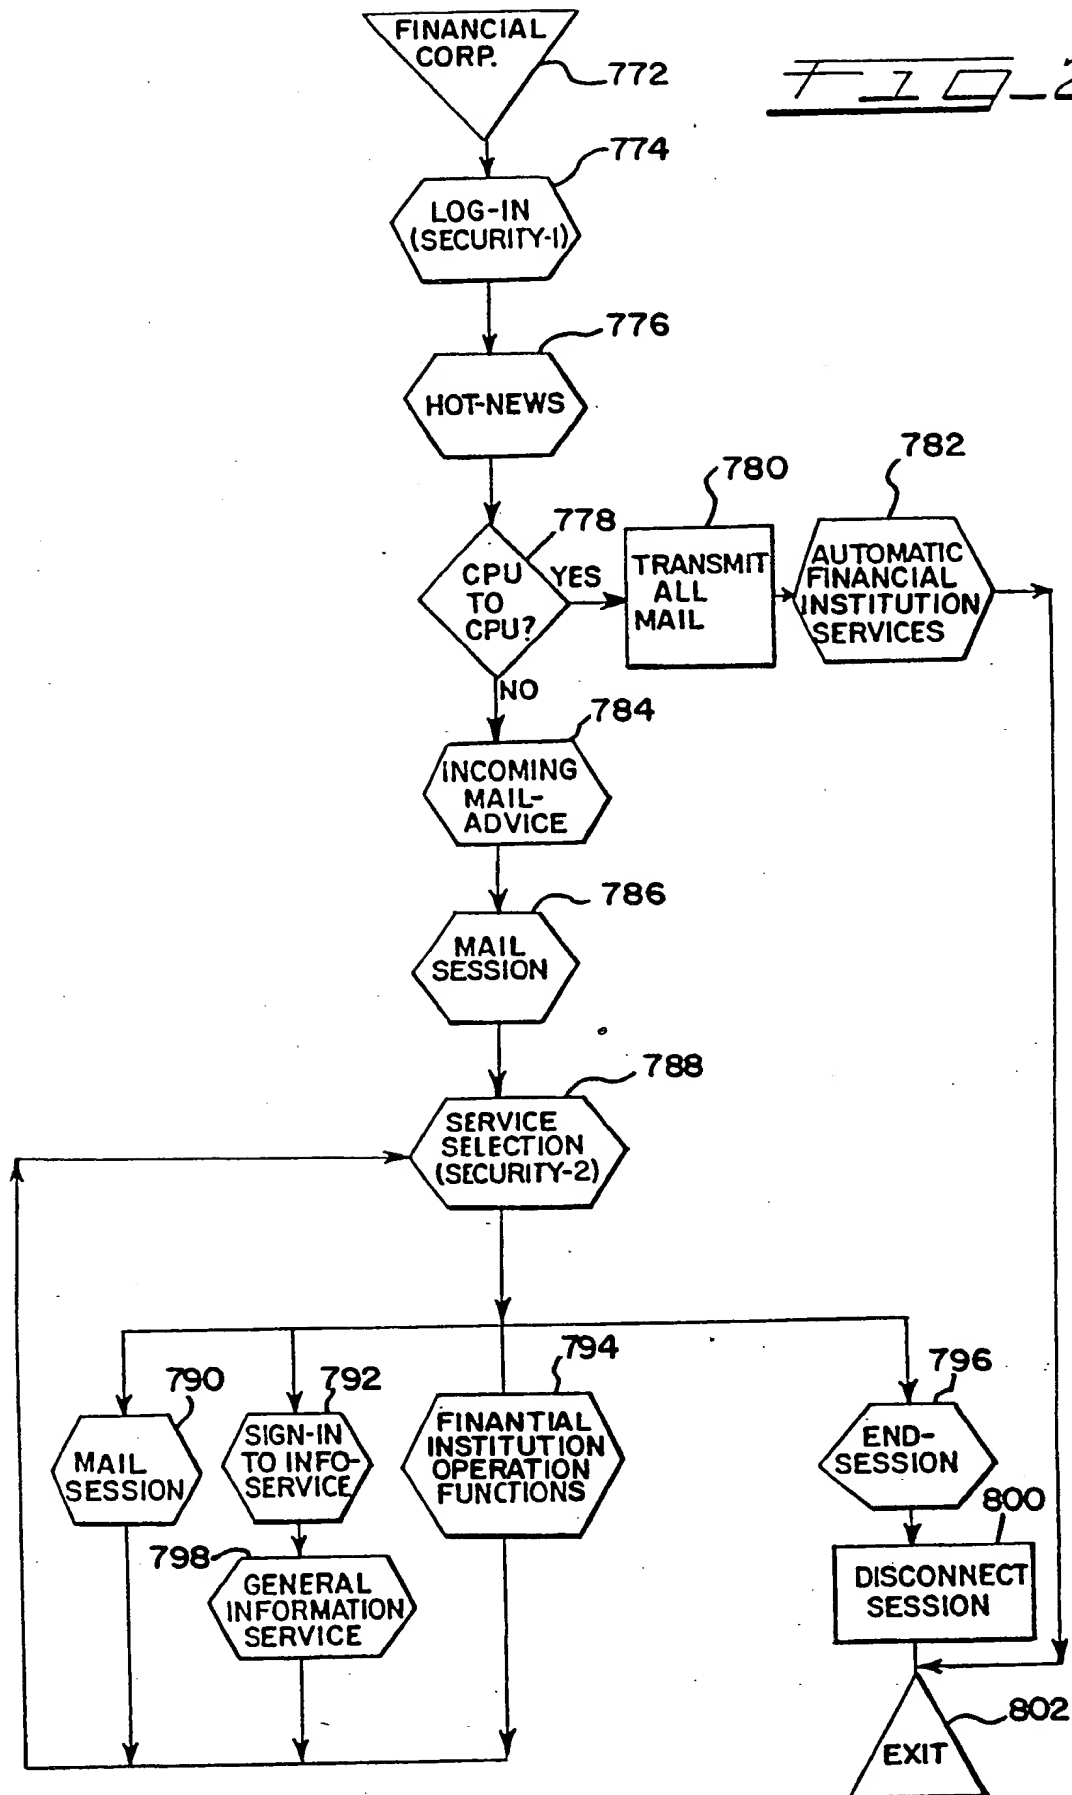 FINANCIAL
CORP.
772
FIG_2
774
LOG-IN
(SECURITY-1)
776
HOT-NEWS
778
CPU
TO
CPU?
YES
780
TRANSMIT
ALL
MAIL
782
AUTOMATIC
FINANCIAL
INSTITUTION
SERVICES
NO
784
INCOMING
MAIL-
ADVICE
786
MAIL
SESSION
788
SERVICE
SELECTION
(SECURITY-2)
790
MAIL
SESSION
792
SIGN-IN
TO INFO-
SERVICE
794
FINANTIAL
INSTITUTION
OPERATION
FUNCTIONS
796
END-
SESSION
798
GENERAL
INFORMATION
SERVICE
800
DISCONNECT
SESSION
802
EXIT